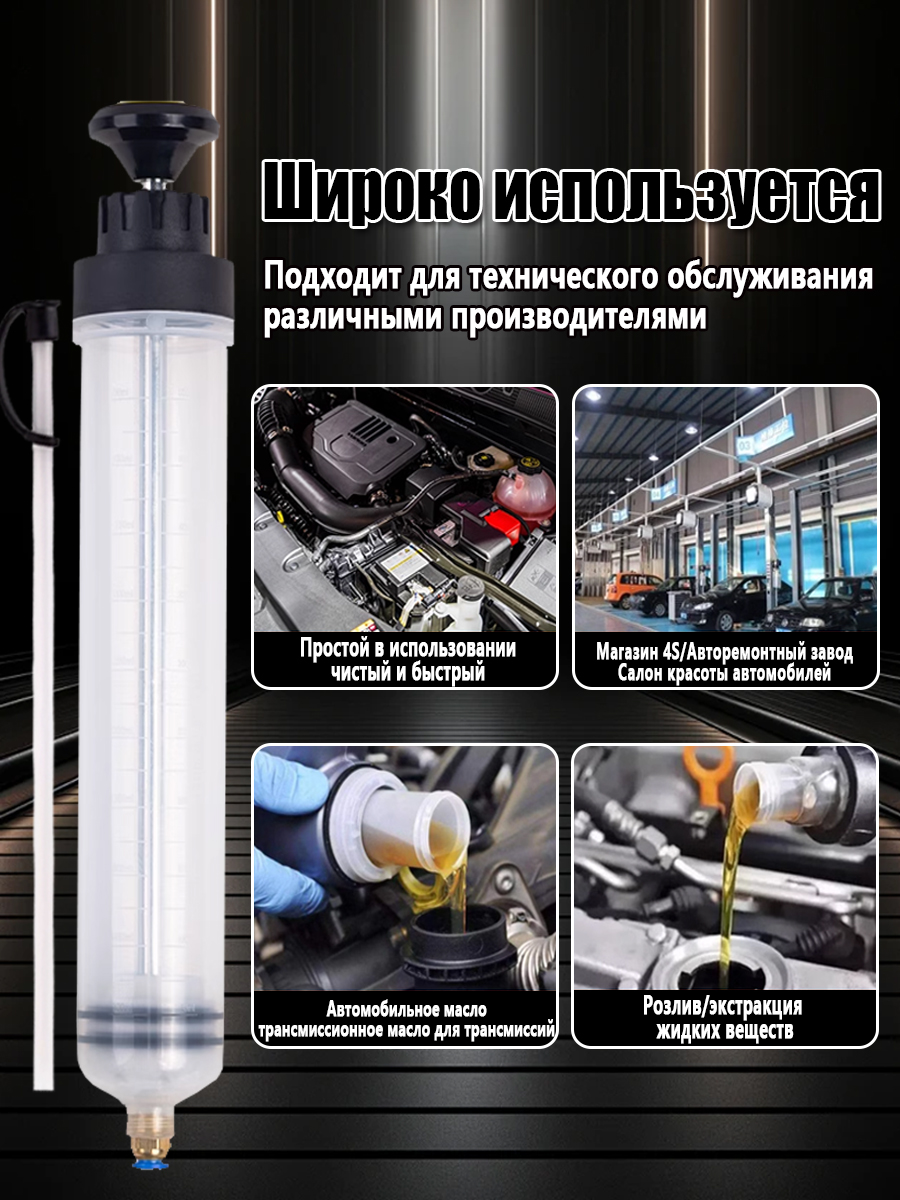 Широко используется
Подходит для технического обслуживания
различными производителями
Простой в использовании
чистый и быстрый
Магазин 4S/Авторемонтный завод
Салон красоты автомобилей
Автомобильное масло
трансмиссионное масло для трансмиссий
Розлив/экстракция
жидких веществ